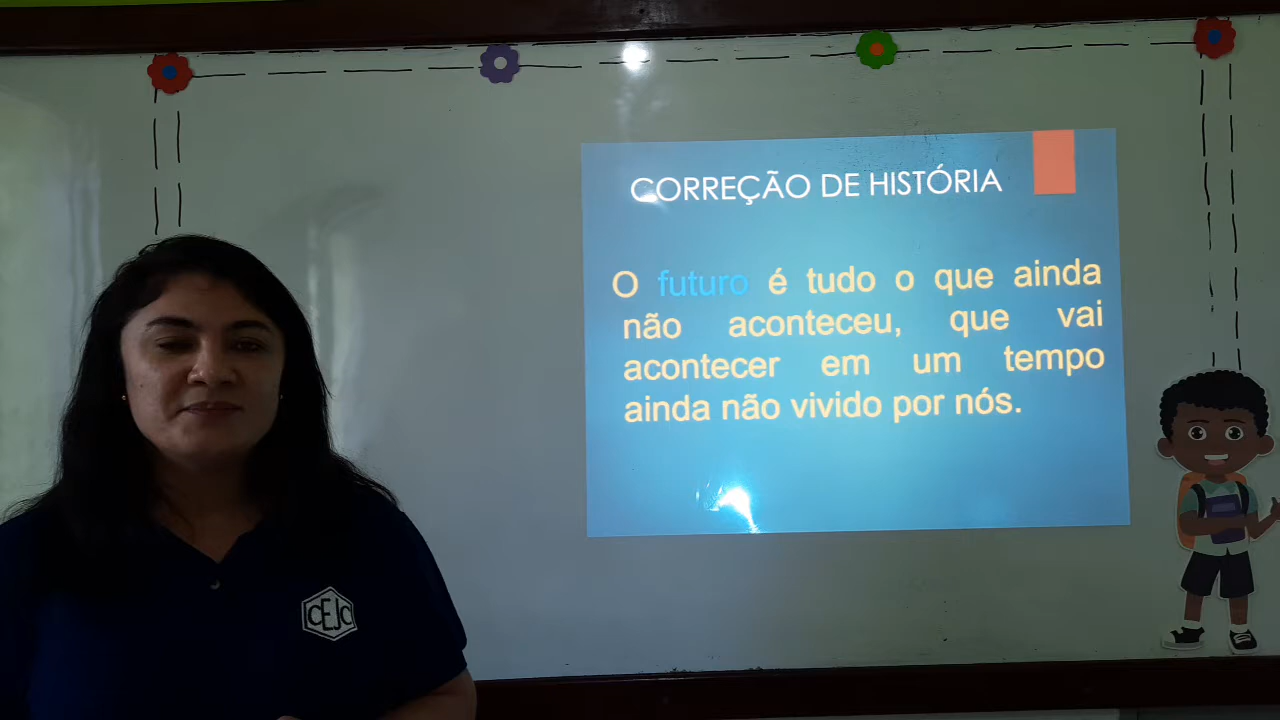 CORREÇÃO DE HISTÓRIA
O futuro é tudo o que ainda
não aconteceu, que vai
acontecer em um tempo
ainda não vivido por nós.
CEJC